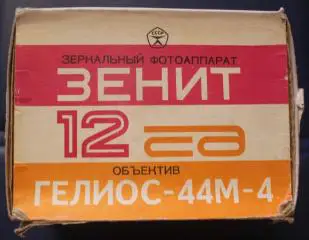 СССР
ЗЕРКАЛЬНЫЙ ФОТОАППАРАТ
ЗЕНИТ
12 сд
ОБЪЕКТИВ
ГЕЛИОС-44М-4